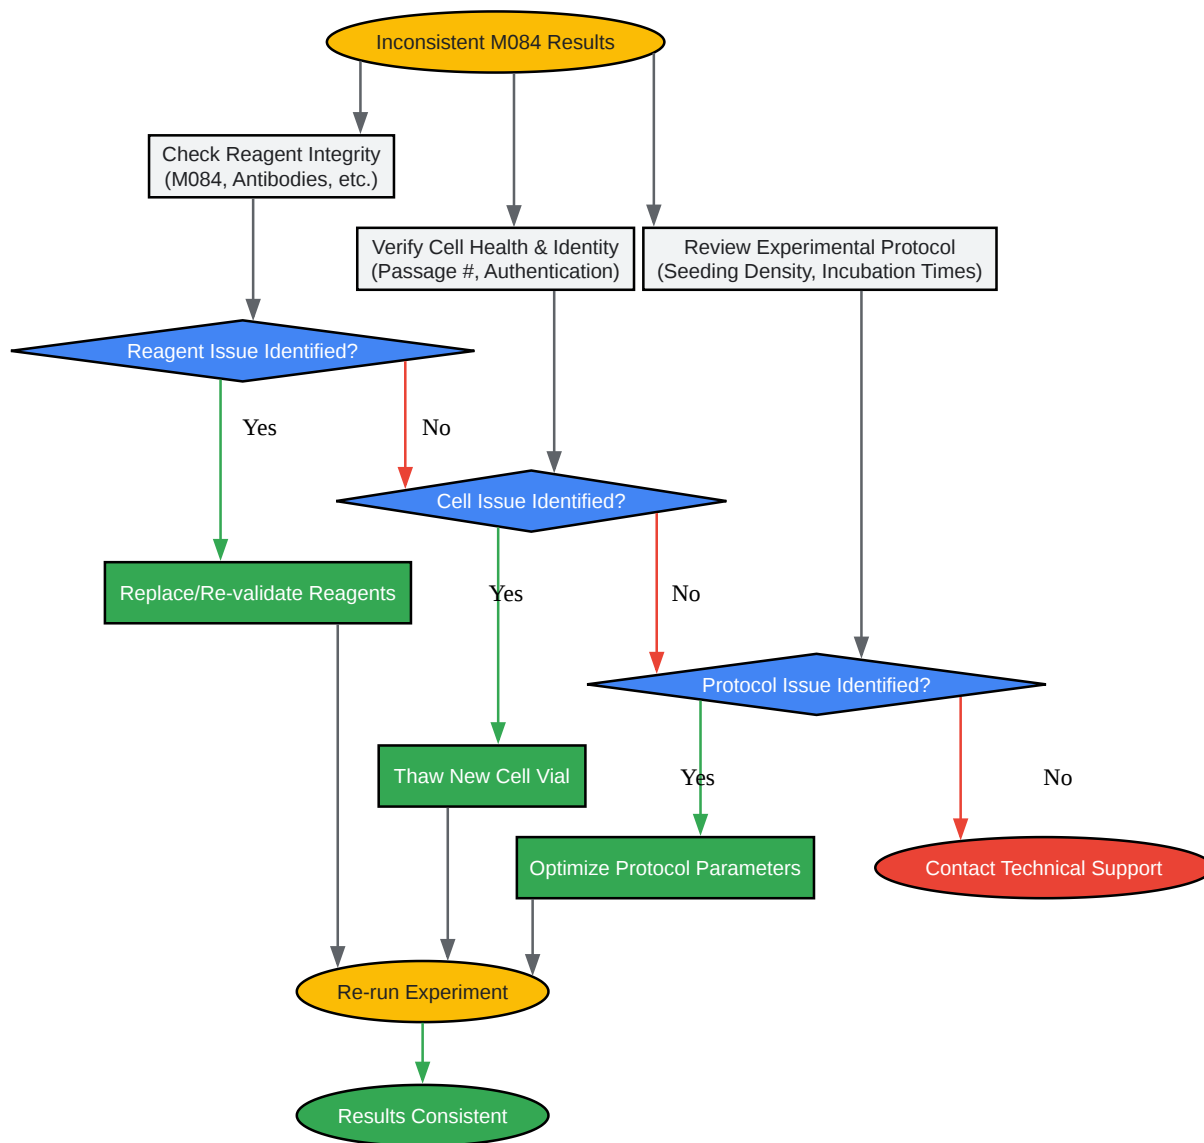 Inconsistent M084 Results
Check Reagent Integrity
(M084, Antibodies, etc.)
Verify Cell Health & Identity
(Passage #, Authentication)
Review Experimental Protocol
(Seeding Density, Incubation Times)
Reagent Issue Identified?
Yes
No
Cell Issue Identified?
Replace/Re-validate Reagents
Yes
No
Protocol Issue Identified?
Thaw New Cell Vial
Yes
No
Optimize Protocol Parameters
Contact Technical Support
Re-run Experiment
Results Consistent